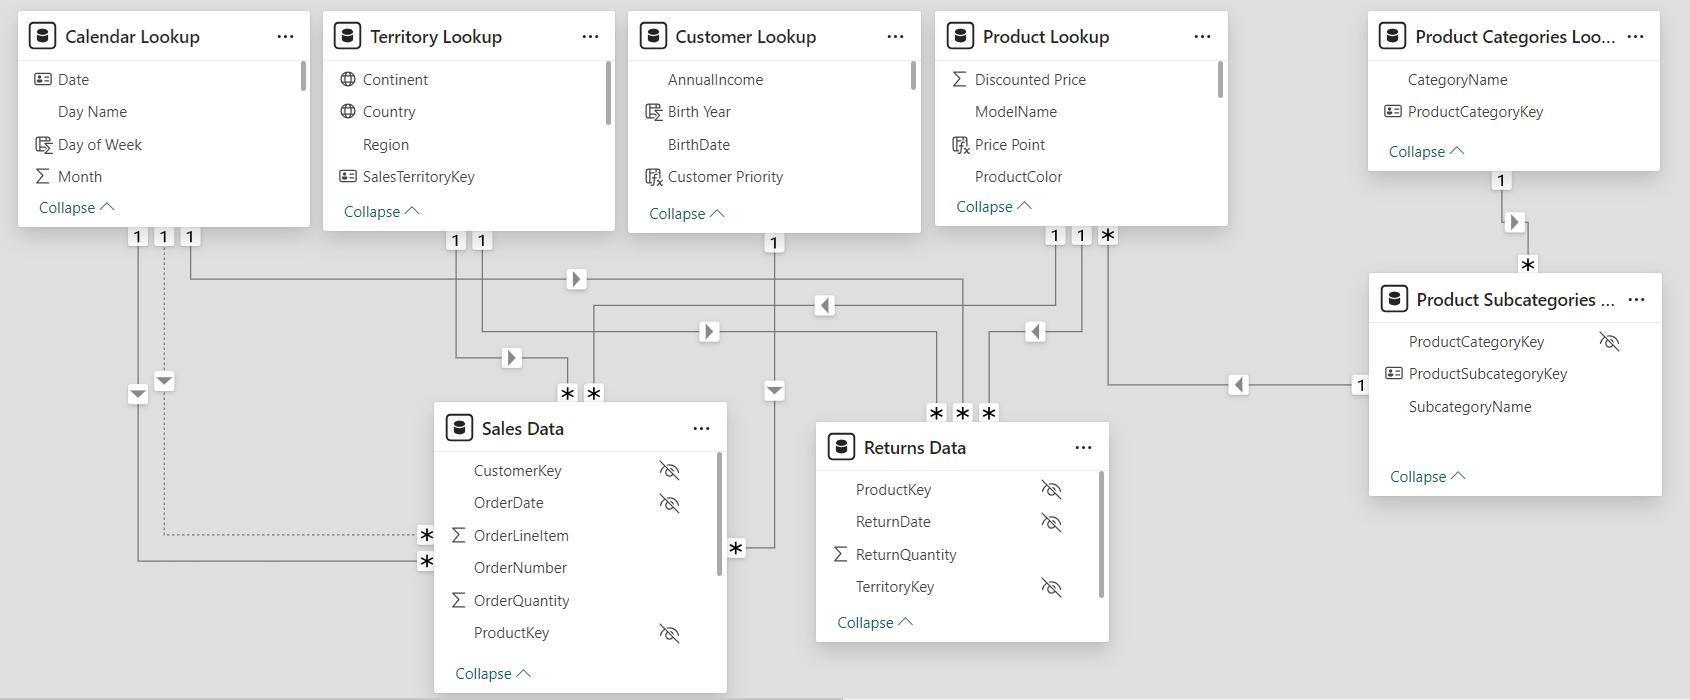 Calendar Lookup ...
Date
Day Name
Day of Week
Month
Collapse
Territory Lookup ...
Continent
Country
Region
SalesTerritoryKey
Collapse
Customer Lookup ...
AnnualIncome
Birth Year
BirthDate
Customer Priority
Collapse
Product Lookup ...
Discounted Price
ModelName
Price Point
ProductColor
Collapse
Product Categories Loo... ...
CategoryName
ProductCategoryKey
Collapse
1 1 1
1 1
1
1 1 *
1
*
Product Subcategories ... ...
ProductCategoryKey
ProductSubcategoryKey
SubcategoryName
Collapse
1
* *
* * *
Sales Data ...
CustomerKey
OrderDate
OrderLineItem
OrderNumber
OrderQuantity
ProductKey
Collapse
*
*
*
Returns Data ...
ProductKey
ReturnDate
ReturnQuantity
TerritoryKey
Collapse